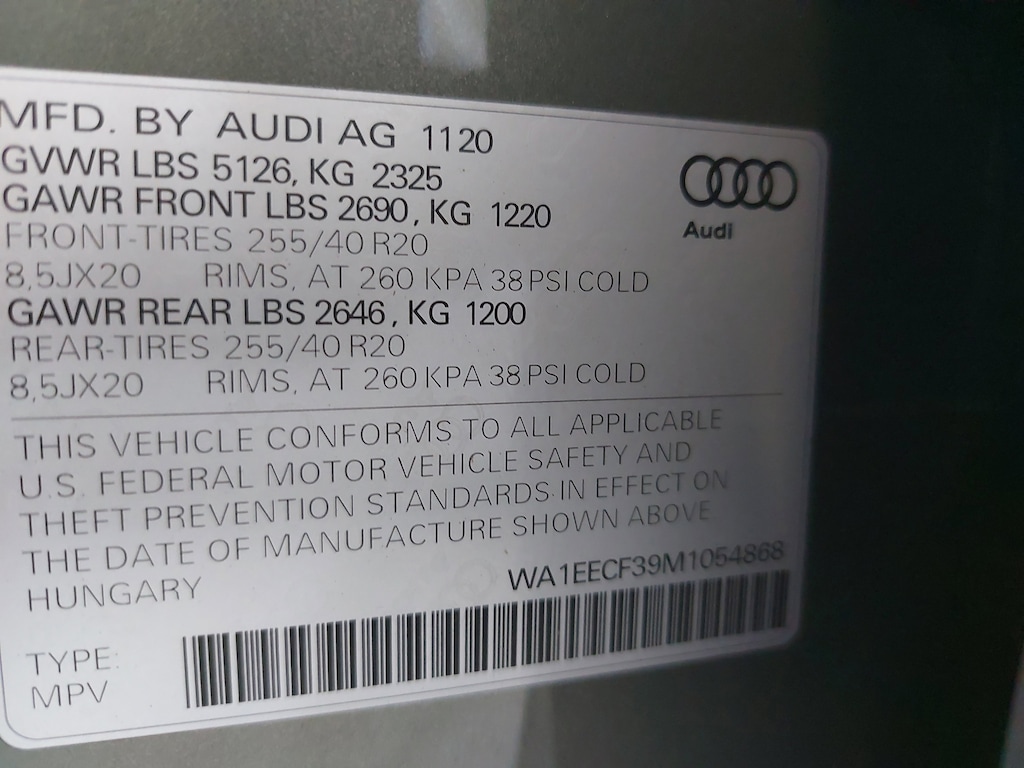 MFD. BY AUDI AG 1120
GVWR LBS 5126, KG 2325
GAWR FRONT LBS 2690, KG 1220
FRONT-TIRES 255/40 R20
8,5JX20 RIMS, AT 260 KPA 38 PSI COLD
GAWR REAR LBS 2646, KG 1200
REAR-TIRES 255/40 R20
8,5JX20 RIMS, AT 260 KPA 38 PSI COLD
Audi
THIS VEHICLE CONFORMS TO ALL APPLICABLE
U.S. FEDERAL MOTOR VEHICLE SAFETY AND
THEFT PREVENTION STANDARDS IN EFFECT ON
THE DATE OF MANUFACTURE SHOWN ABOVE
HUNGARY
WA1EECF39M1054868
TYPE:
MPV